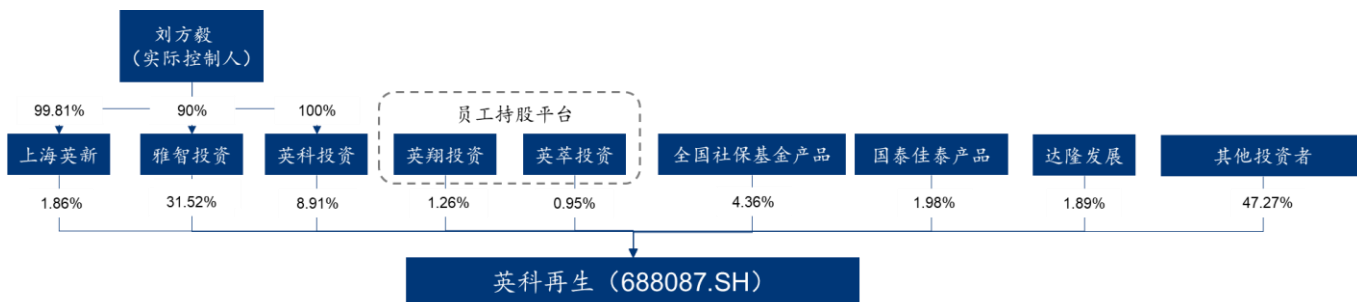 刘方毅
（实际控制人）
99.81%
90%
100%
员工持股平台
上海英新
雅智投资
英科投资
英翔投资
英萃投资
全国社保基金产品
国泰佳泰产品
达隆发展
其他投资者
1.86%
31.52%
8.91%
1.26%
0.95%
4.36%
1.98%
1.89%
47.27%
英科再生（688087.SH）